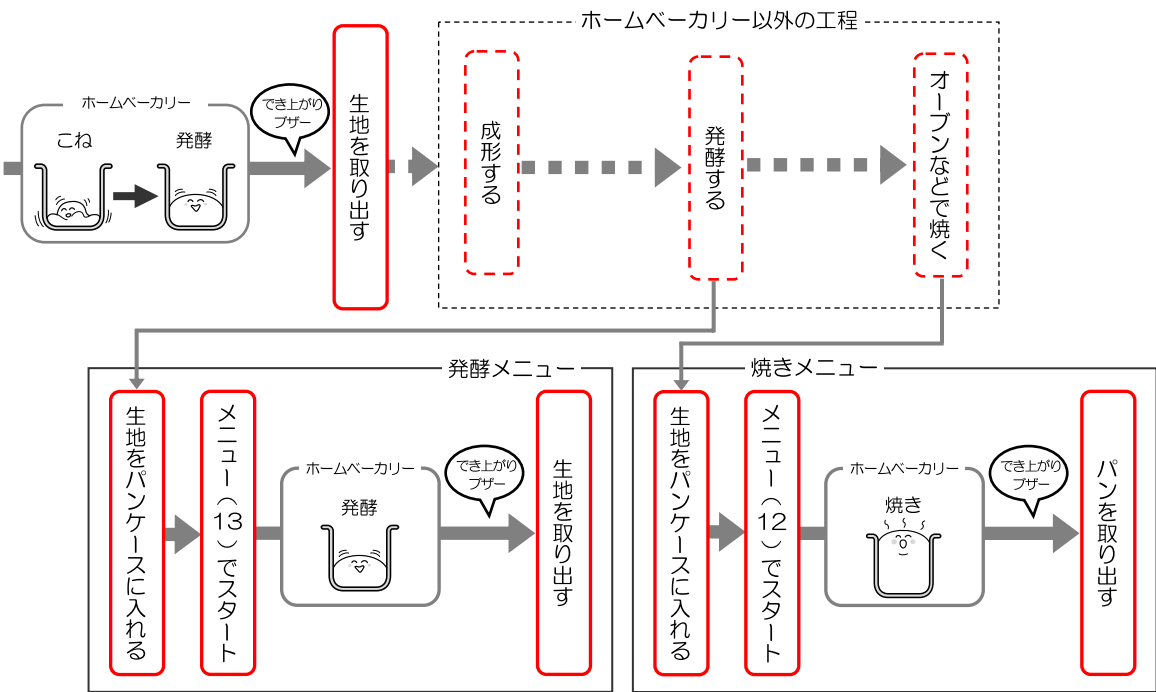 ホームベーカリー以外の工程
ホームベーカリー
こね
発酵
でき上がり
ブザー
生地を取り出す
成形する
発酵する
オーブンなどで焼く
発酵メニュー
生地をパンケースに入れる
メニュー(13)でスタート
ホームベーカリー
発酵
でき上がり
ブザー
生地を取り出す
焼きメニュー
生地をパンケースに入れる
メニュー(12)でスタート
ホームベーカリー
焼き
でき上がり
ブザー
パンを取り出す